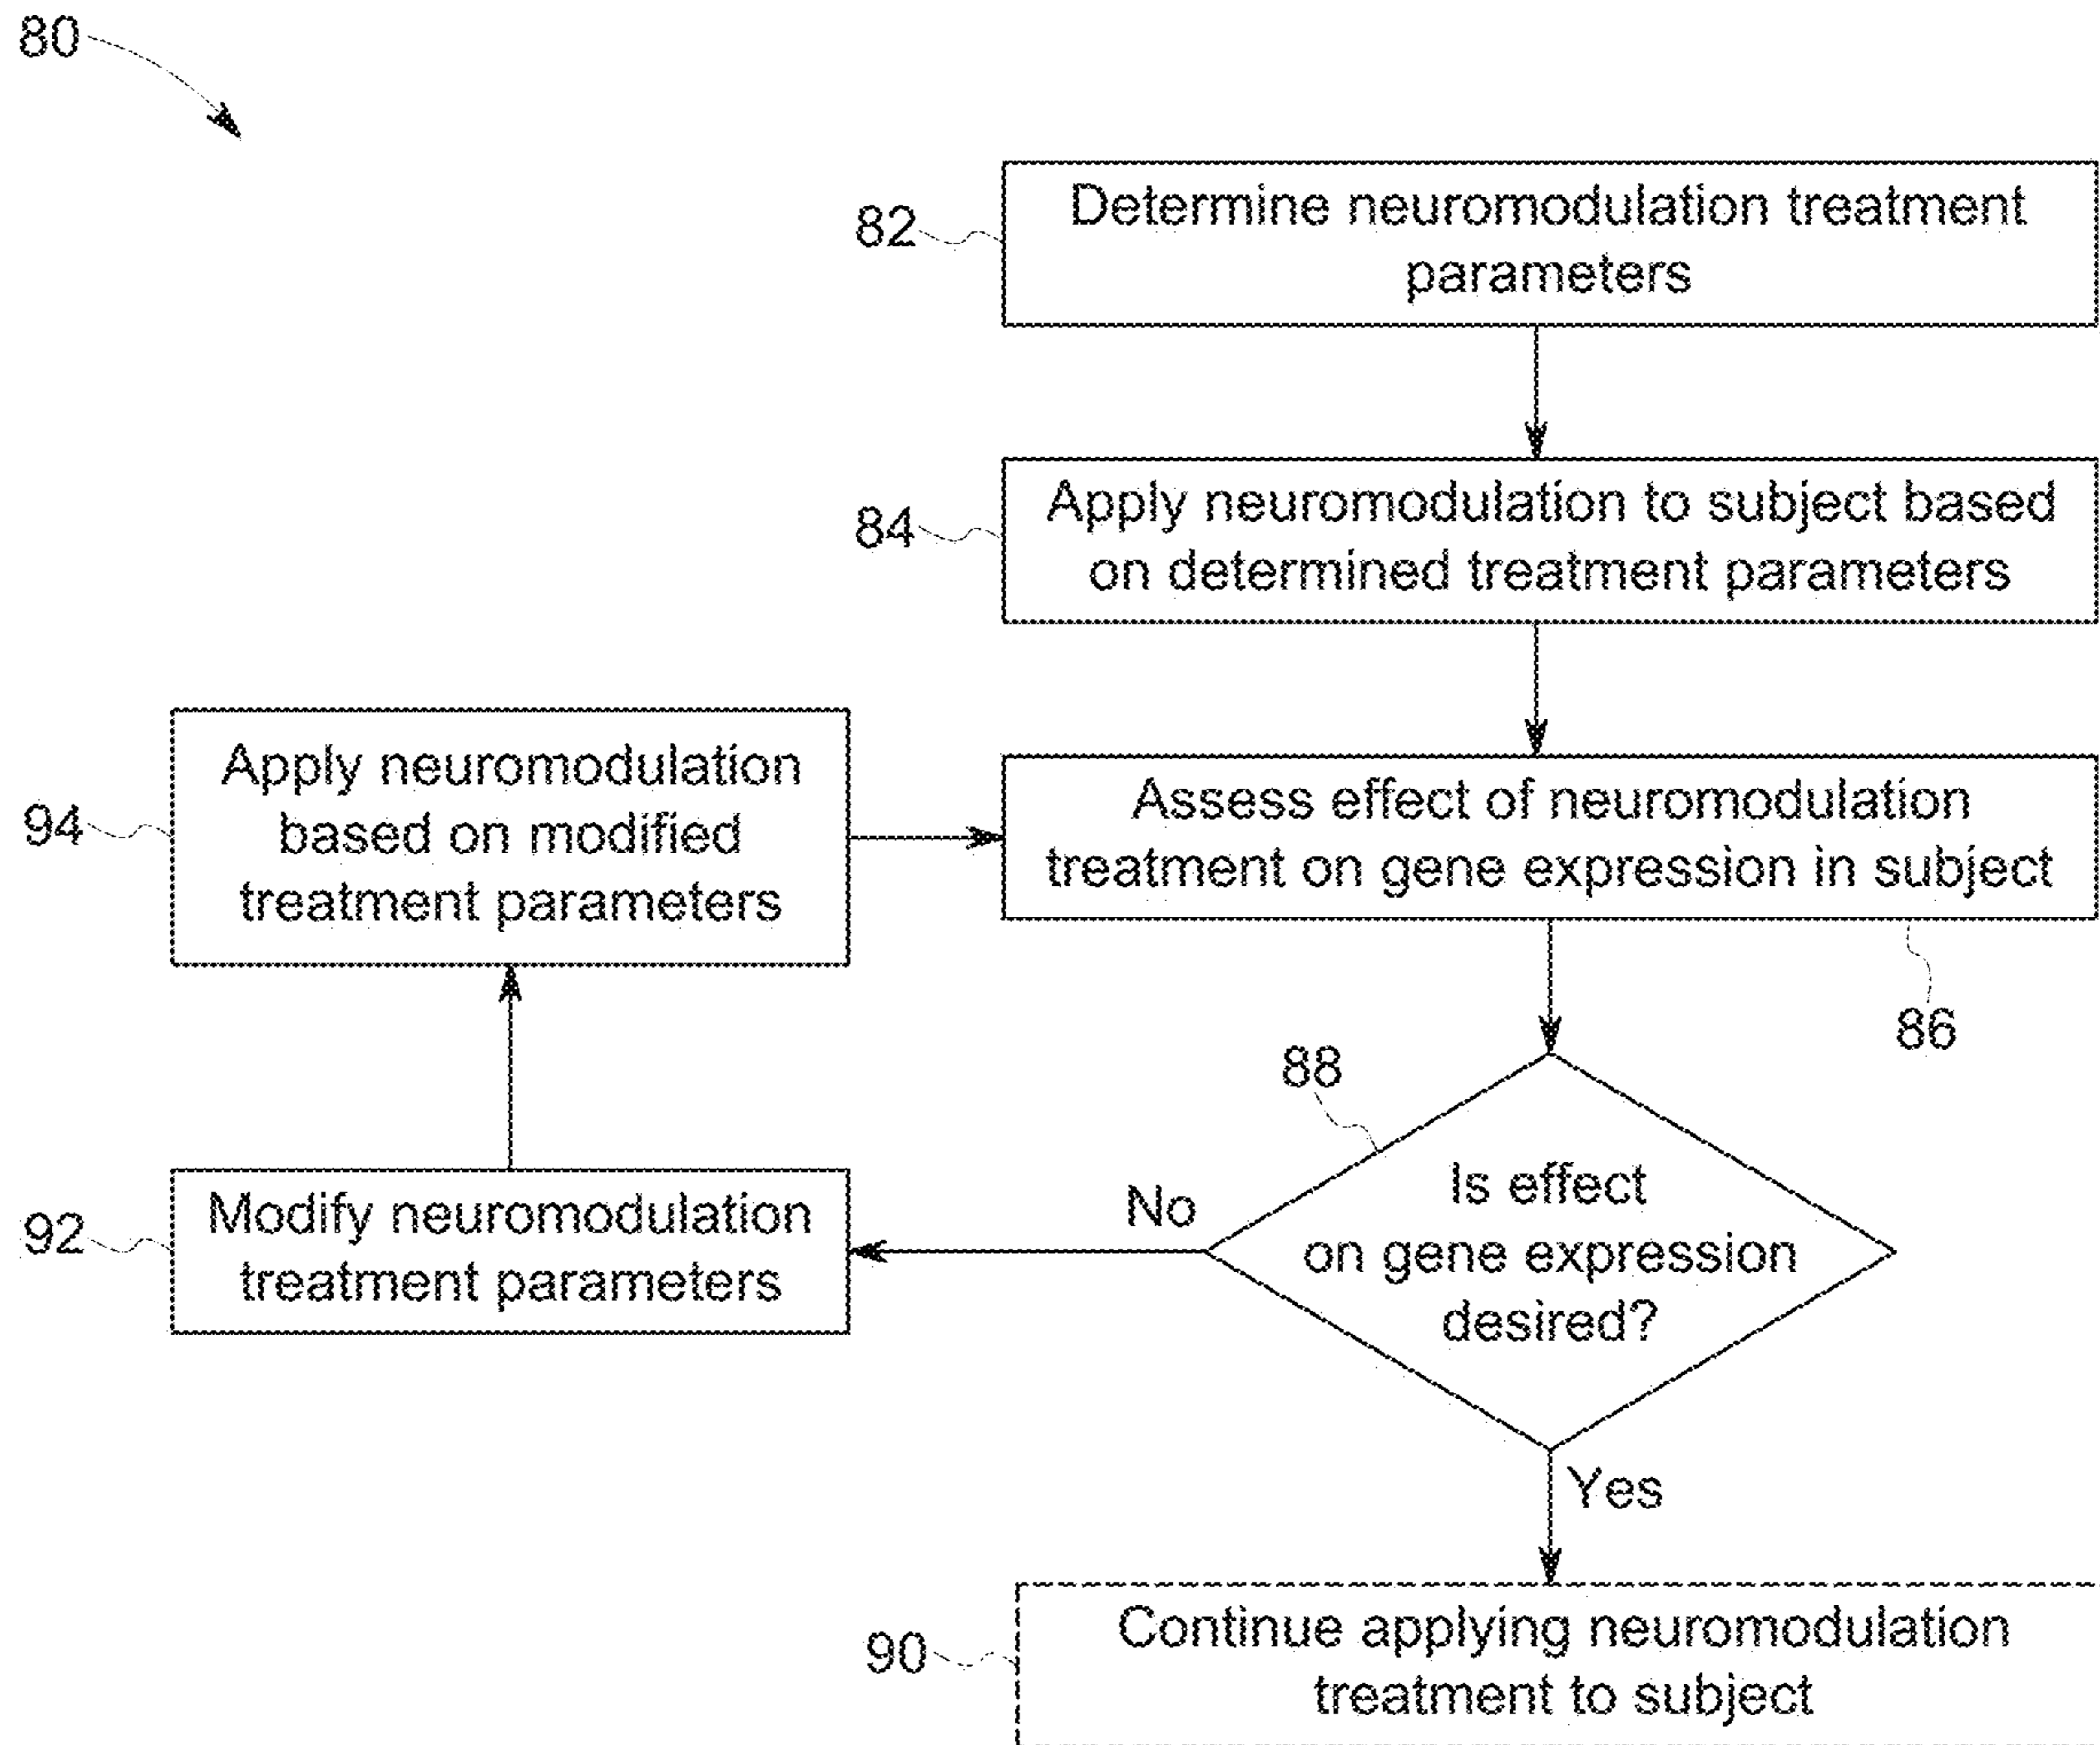 80
82
Determine neuromodulation treatment
parameters
84
Apply neuromodulation to subject based
on determined treatment parameters
94
Apply neuromodulation
based on modified
treatment parameters
Assess effect of neuromodulation
treatment on gene expression in subject
86
88
Is effect
on gene expression
desired?
No
92
Modify neuromodulation
treatment parameters
Yes
90
Continue applying neuromodulation
treatment to subject